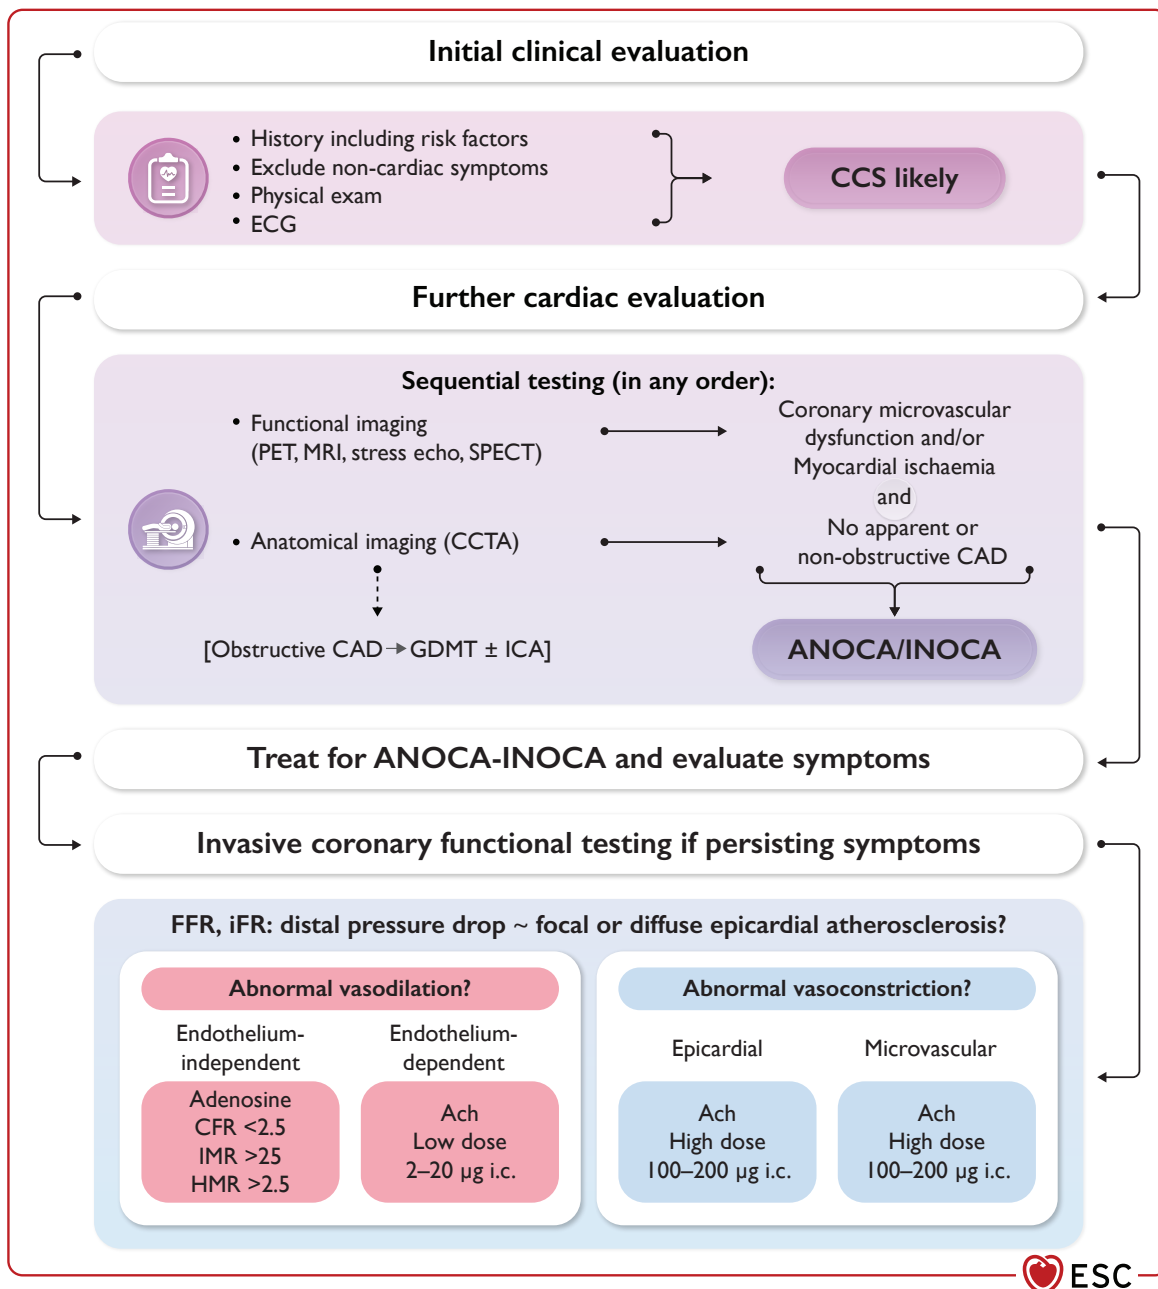 Initial clinical evaluation
• History including risk factors
• Exclude non-cardiac symptoms
• Physical exam
• ECG
CCS likely
Further cardiac evaluation
Sequential testing (in any order):
• Functional imaging
(PET, MRI, stress echo, SPECT)
Coronary microvascular
dysfunction and/or
Myocardial ischaemia
and
• Anatomical imaging (CCTA)
No apparent or
non-obstructive CAD
[Obstructive CAD → GDMT ± ICA]
ANOCA/INOCA
Treat for ANOCA-INOCA and evaluate symptoms
Invasive coronary functional testing if persisting symptoms
FFR, iFR: distal pressure drop ~ focal or diffuse epicardial atherosclerosis?
Abnormal vasodilation?
Endothelium-
independent
Adenosine
CFR <2.5
IMR >25
HMR >2.5
Endothelium-
dependent
Ach
Low dose
2–20 µg i.c.
Abnormal vasoconstriction?
Epicardial
Ach
High dose
100–200 µg i.c.
Microvascular
Ach
High dose
100–200 µg i.c.
ESC